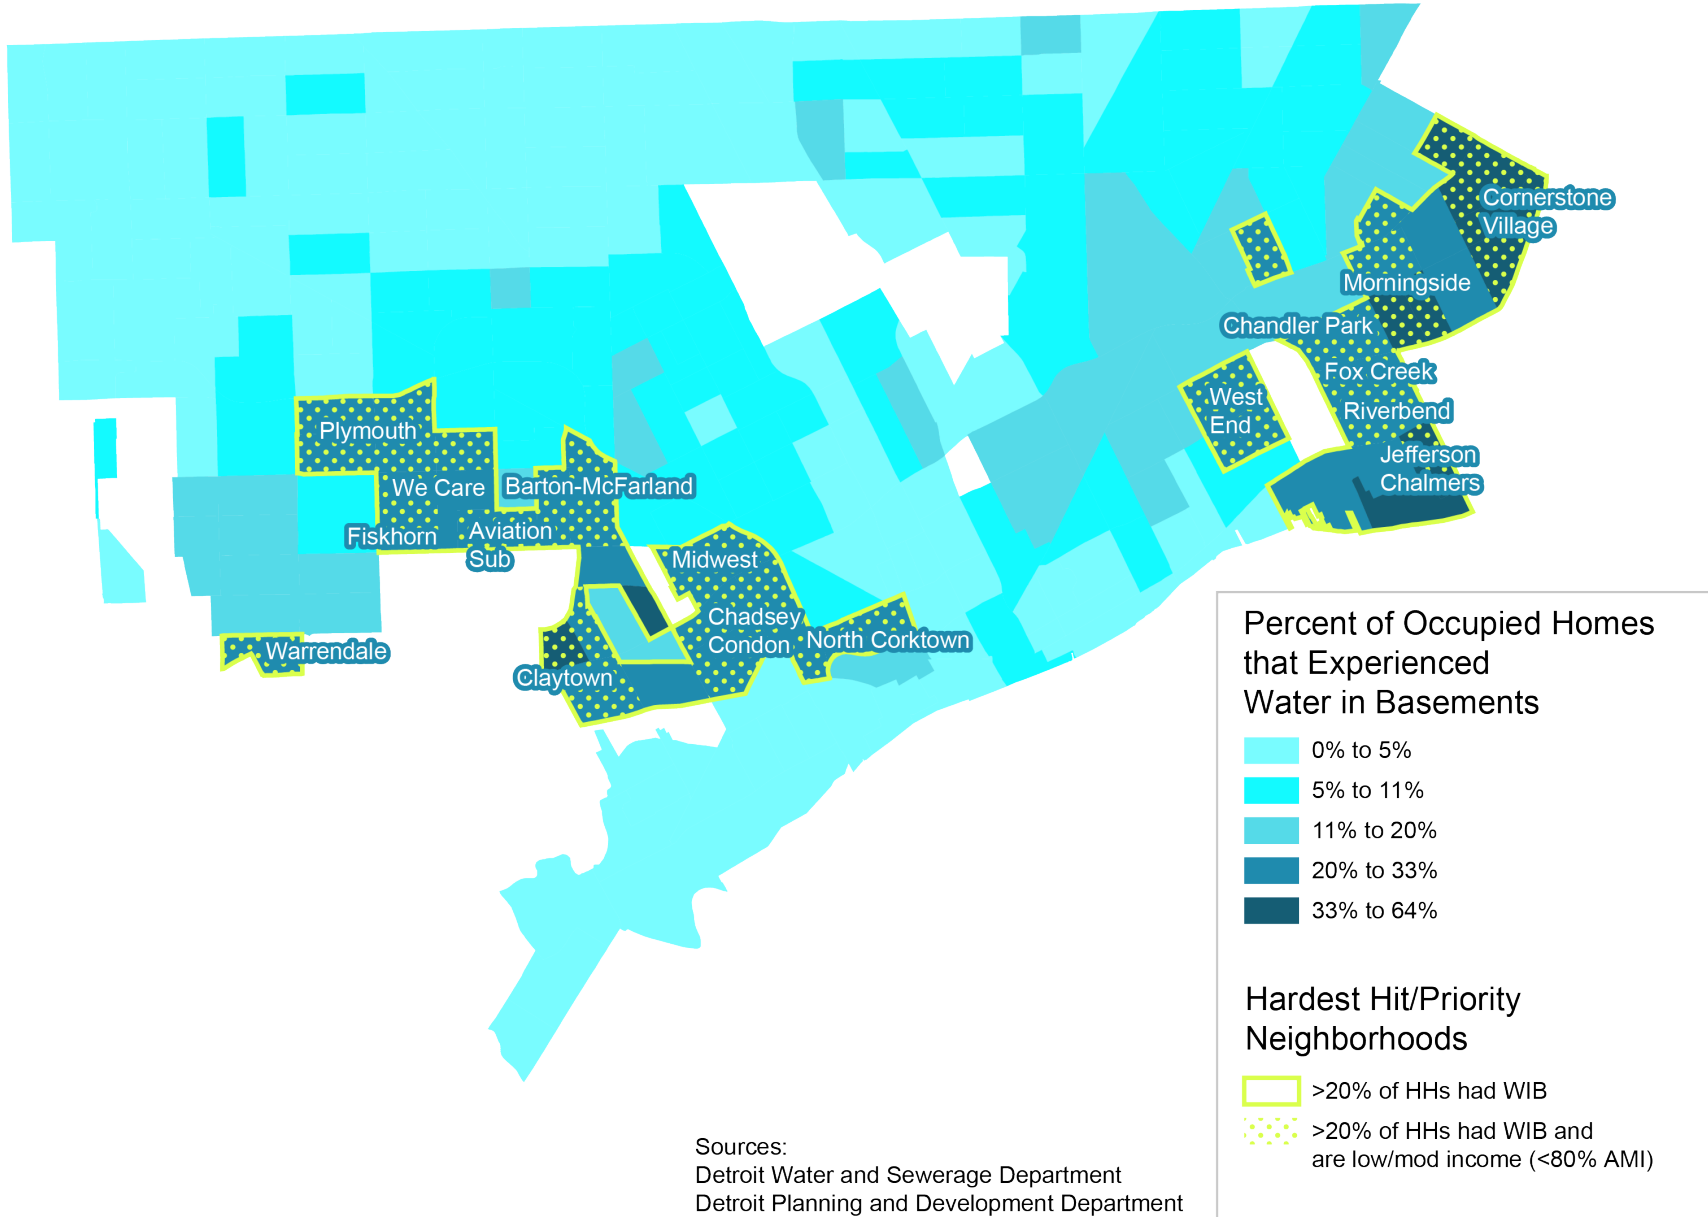 Cornerstone
Village
Morningside
Chandler Park
Fox Creek
West
End
Riverbend
Jefferson
Chalmers
Plymouth
We Care
Barton-McFarland
Fiskhorn
Aviation
Sub
Midwest
Chadsey
Condon
North Corktown
Warrendale
Claytown
Percent of Occupied Homes
that Experienced
Water in Basements
0% to 5%
5% to 11%
11% to 20%
20% to 33%
33% to 64%
Hardest Hit/Priority
Neighborhoods
>20% of HHs had WIB
>20% of HHs had WIB and
are low/mod income (<80% AMI)
Sources:
Detroit Water and Sewerage Department
Detroit Planning and Development Department